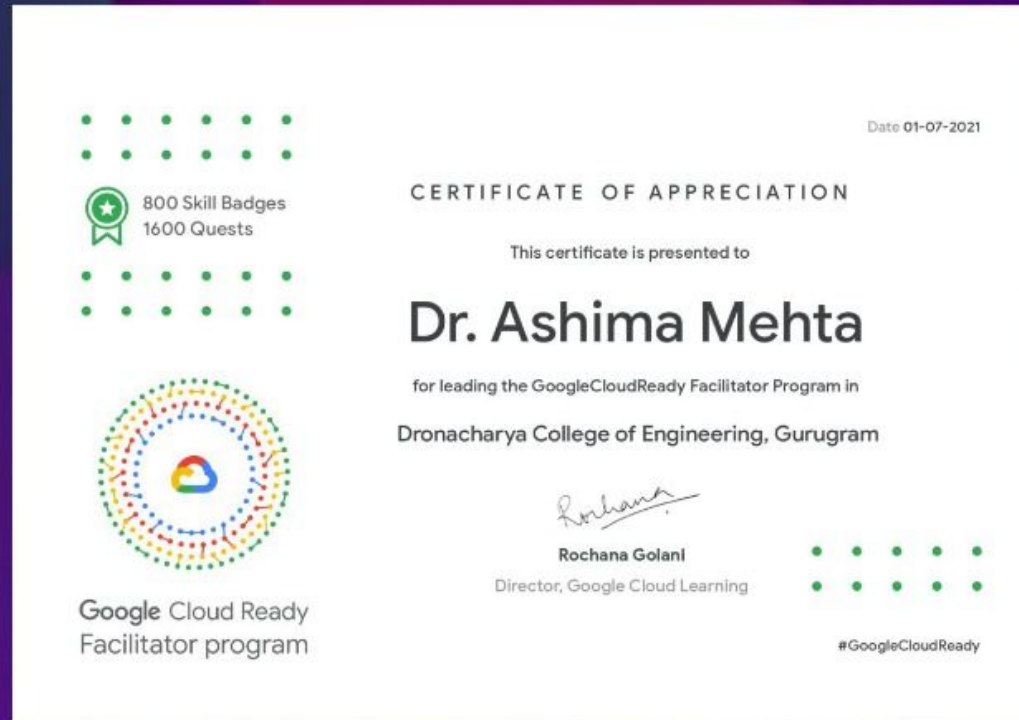 Date 01-07-2021
800 Skill Badges
1600 Quests
CERTIFICATE OF APPRECIATION
This certificate is presented to
Dr. Ashima Mehta
for leading the GoogleCloudReady Facilitator Program in
Dronacharya College of Engineering, Gurugram
Rochana
Rochana Golani
Director, Google Cloud Learning
Google Cloud Ready
Facilitator program
#GoogleCloudReady